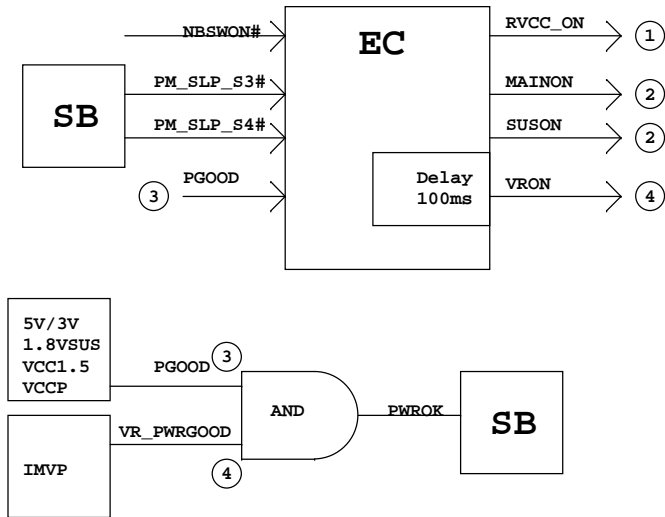 NBSWON#
EC
RVCC_ON
1
SB
PM_SLP_S3#
MAINON
2
PM_SLP_S4#
SUSON
2
3
PGOOD
Delay
100ms
VRON
4
5V/3V
1.8VSUS
VCC1.5
VCCP
PGOOD
3
AND
PWROK
SB
IMVP
VR_PWRGOOD
4